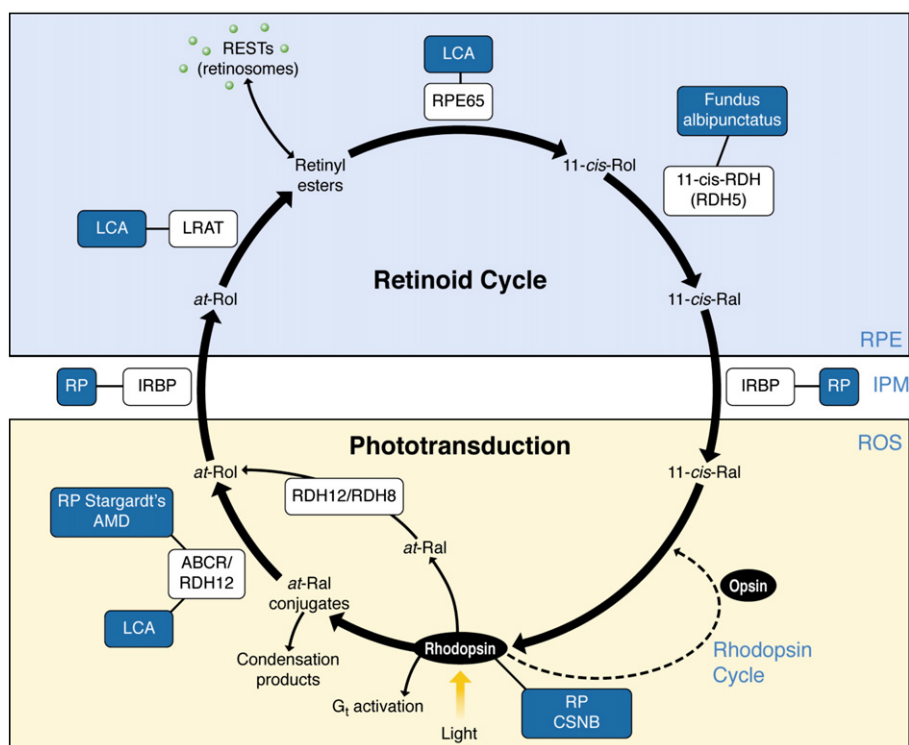 RESTs
(retinosomes)
LCA
RPE65
Fundus
albipunctatus
Retinyl
esters
11-cis-Rol
11-cis-RDH
(RDH5)
LCA
LRAT
Retinoid Cycle
at-Rol
11-cis-Ral
RPE
RP
IRBP
IRBP
RP
IPM
Phototransduction
ROS
at-Rol
11-cis-Ral
RDH12/RDH8
RP Stargardt's
AMD
at-Ral
ABCR/
RDH12
at-Ral
conjugates
Opsin
LCA
Rhodopsin
Rhodopsin
Cycle
Condensation
products
Gt activation
Light
RP
CSNB